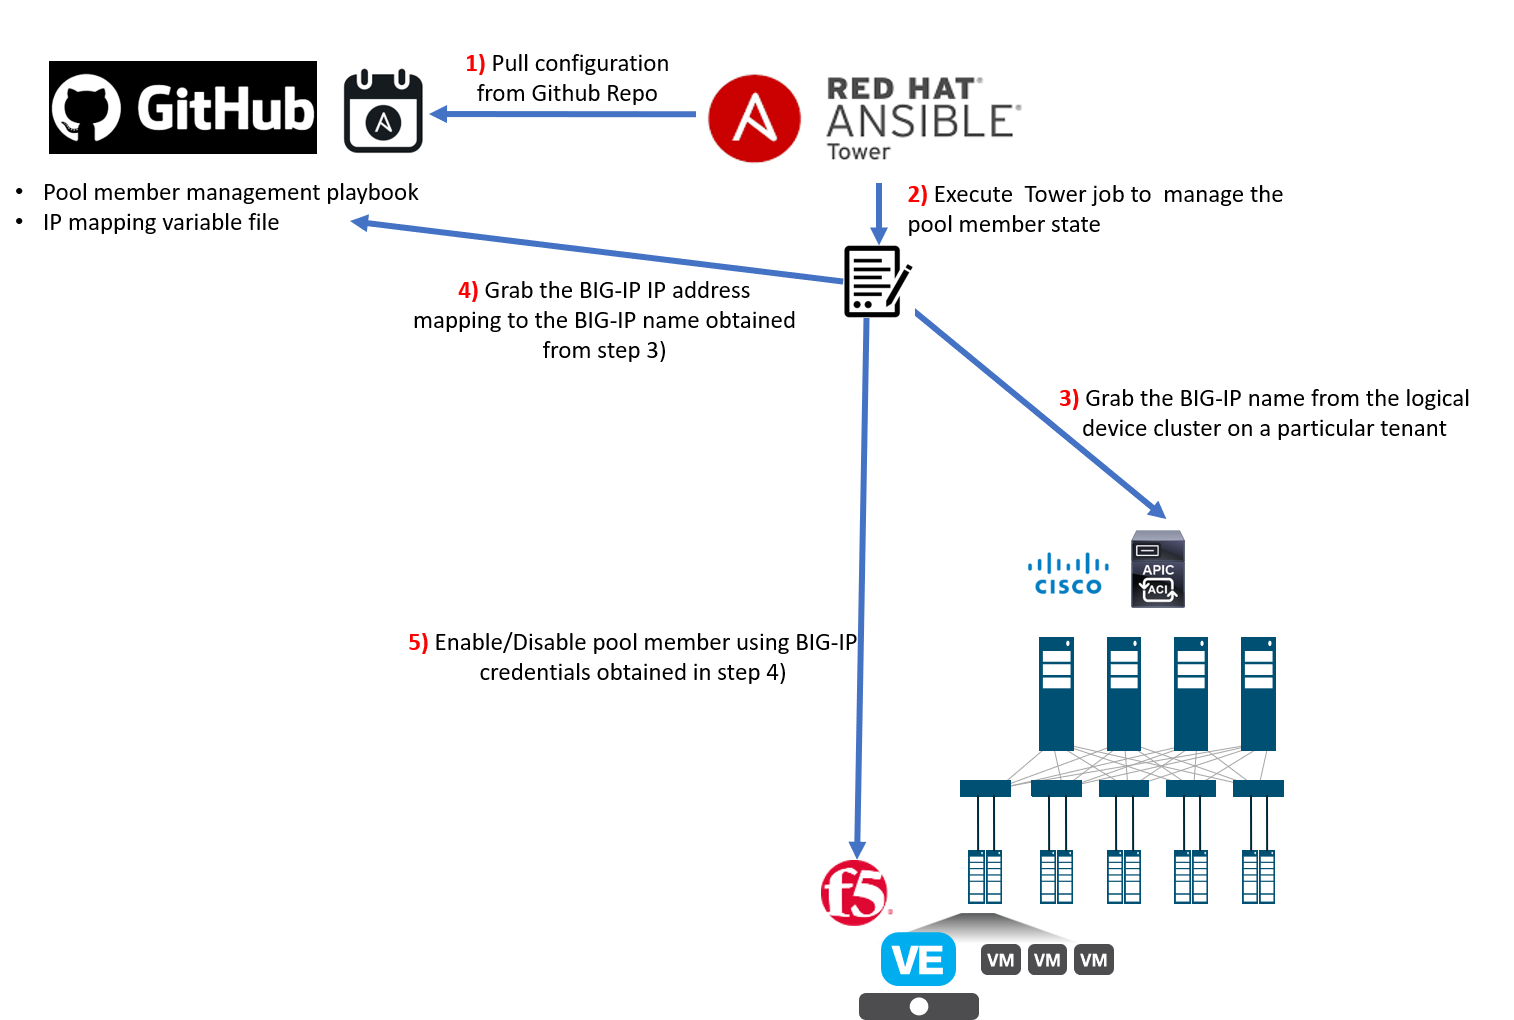 GitHub
1) Pull configuration
from Github Repo
RED HAT®
ANSIBLE®
Tower
• Pool member management playbook
• IP mapping variable file
2) Execute Tower job to manage the
pool member state
4) Grab the BIG-IP IP address
mapping to the BIG-IP name obtained
from step 3)
3) Grab the BIG-IP name from the logical
device cluster on a particular tenant
CISCO
APIC
ACI
5) Enable/Disable pool member using BIG-IP
credentials obtained in step 4)
f5®
VE
VM VM VM